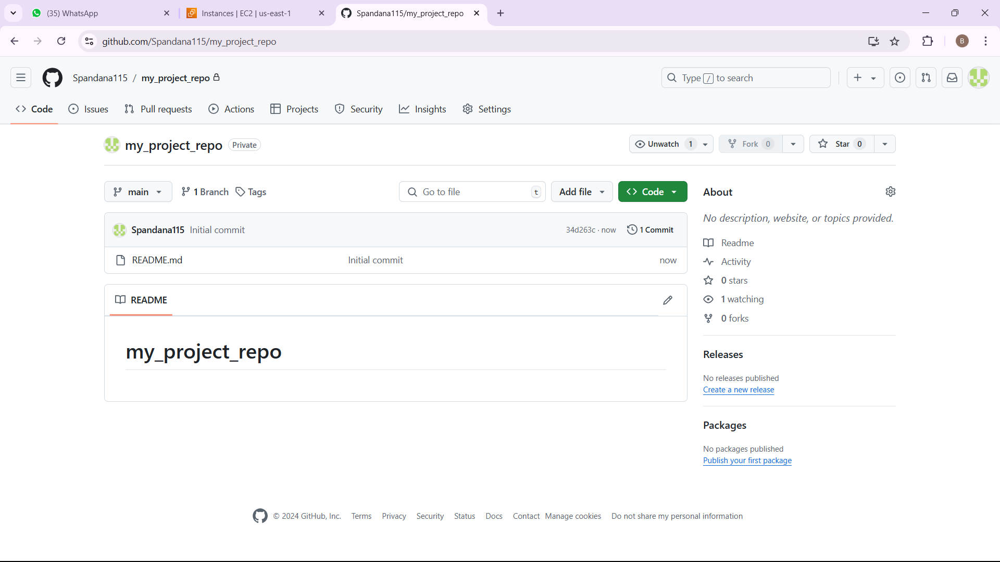 (35) WhatsApp
Instances | EC2 | us-east-1
Spandana115/my_project_repo
github.com/Spandana115/my_project_repo
B
Spandana115 / my_project_repo
Type / to search
Code
Issues
Pull requests
Actions
Projects
Security
Insights
Settings
my_project_repo Private
Unwatch 1
Fork 0
Star 0
main
1 Branch
Tags
Go to file t
Add file
Code
Spandana115 Initial commit
34d263c · now
1 Commit
README.md Initial commit now
README
my_project_repo
About
No description, website, or topics provided.
Readme
Activity
0 stars
1 watching
0 forks
Releases
No releases published
Create a new release
Packages
No packages published
Publish your first package
© 2024 GitHub, Inc. Terms Privacy Security Status Docs Contact Manage cookies Do not share my personal information